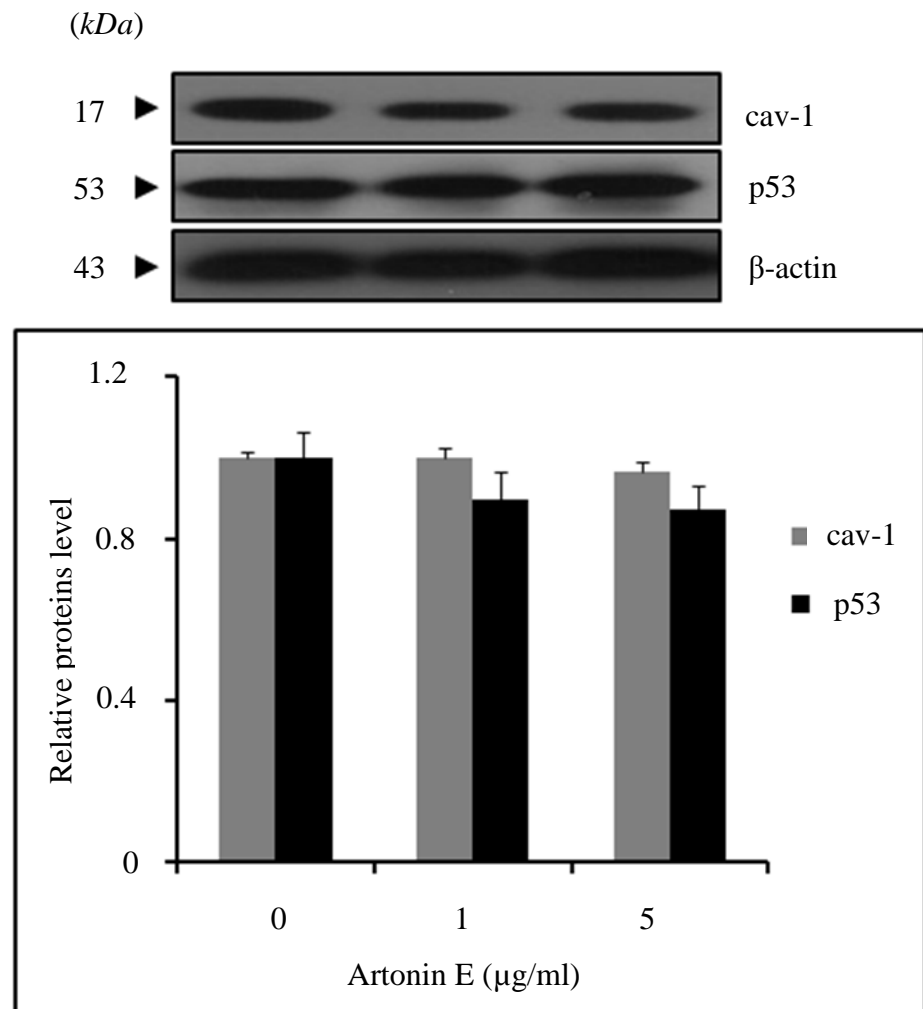 (kDa)
17 cav-1
53 p53
43 β-actin
1.2
0.8
0.4
0
Relative proteins level
cav-1
p53
0 1 5
Artonin E (µg/ml)